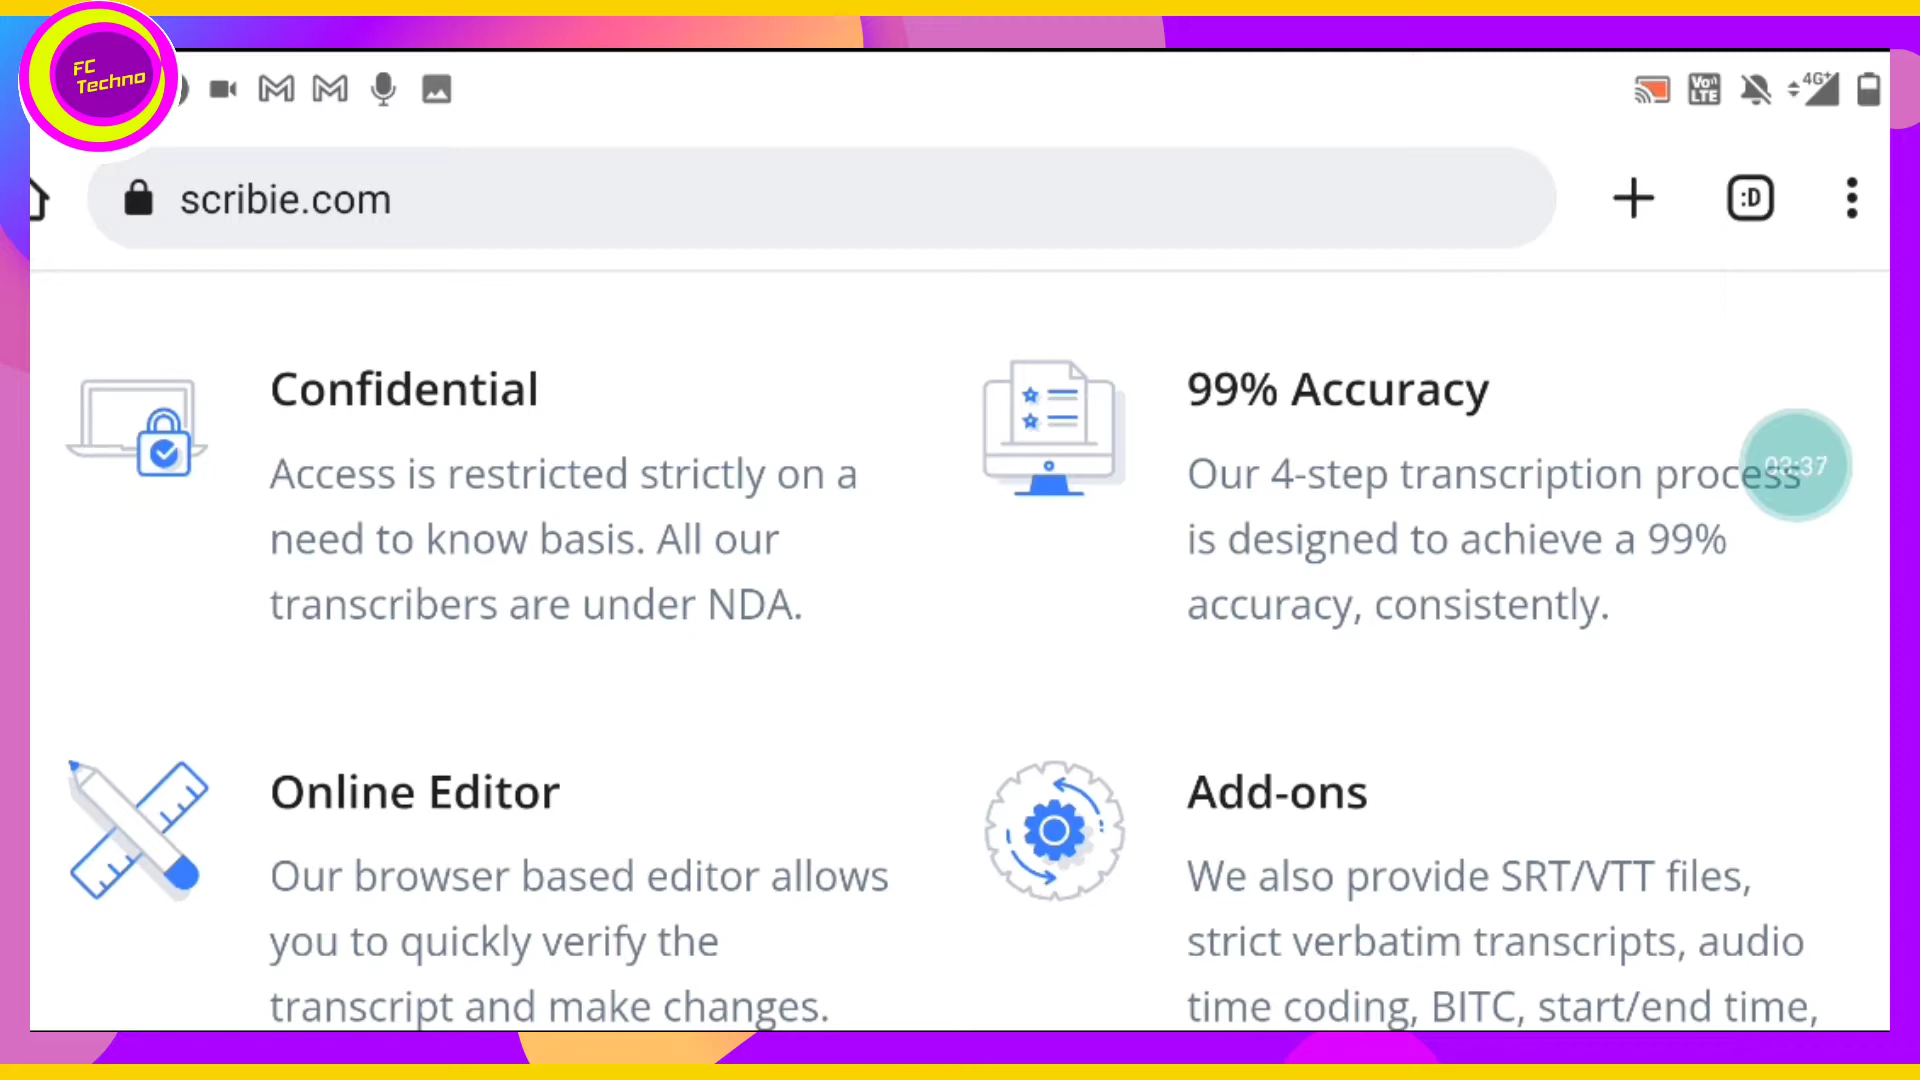 FC
Techno
Vo))
LTE
4G+
scribie.com
:D
Confidential
Access is restricted strictly on a
need to know basis. All our
transcribers are under NDA.
99% Accuracy
Our 4-step transcription process
is designed to achieve a 99%
accuracy, consistently.
Online Editor
Our browser based editor allows
you to quickly verify the
transcript and make changes.
Add-ons
We also provide SRT/VTT files,
strict verbatim transcripts, audio
time coding, BITC, start/end time,